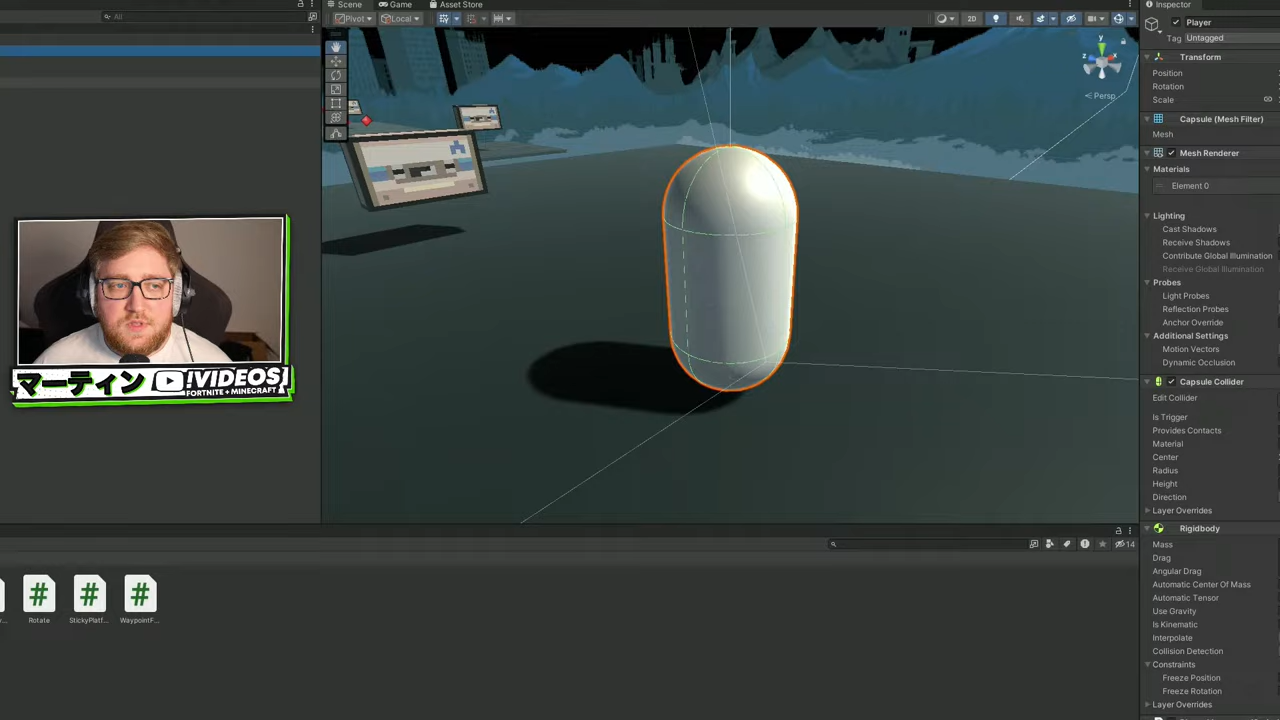 Scene
Game
Asset Store
All
Pivot
Local
2D
y
x
z
< Persp
マーティン
!VIDEOS
FORTNITE + MINECRAFT
14
Rotate
StickyPlatf...
WaypointF...
Inspector
Player
Tag Untagged
Transform
Position
Rotation
Scale
Capsule (Mesh Filter)
Mesh
Mesh Renderer
Materials
Element 0
Lighting
Cast Shadows
Receive Shadows
Contribute Global Illumination
Receive Global Illumination
Probes
Light Probes
Reflection Probes
Anchor Override
Additional Settings
Motion Vectors
Dynamic Occlusion
Capsule Collider
Edit Collider
Is Trigger
Provides Contacts
Material
Center
Radius
Height
Direction
Layer Overrides
Rigidbody
Mass
Drag
Angular Drag
Automatic Center Of Mass
Automatic Tensor
Use Gravity
Is Kinematic
Interpolate
Collision Detection
Constraints
Freeze Position
Freeze Rotation
Layer Overrides